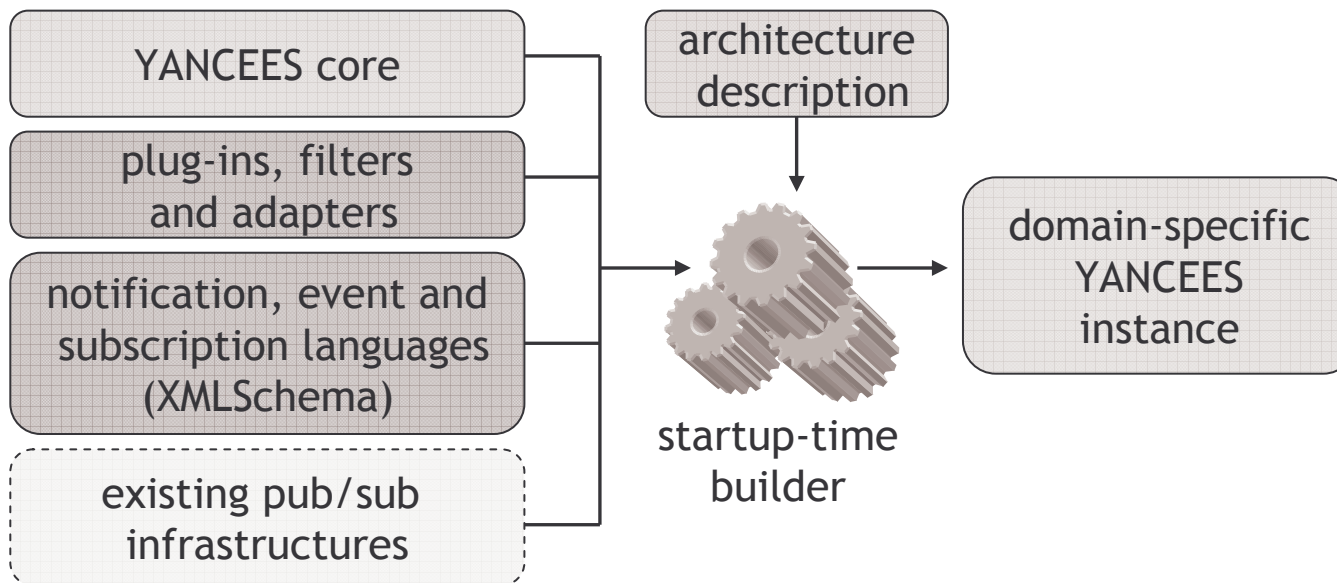 YANCEES core
plug-ins, filters
and adapters
notification, event and
subscription languages
(XMLSchema)
existing pub/sub
infrastructures
architecture
description
startup-time
builder
domain-specific
YANCEES
instance